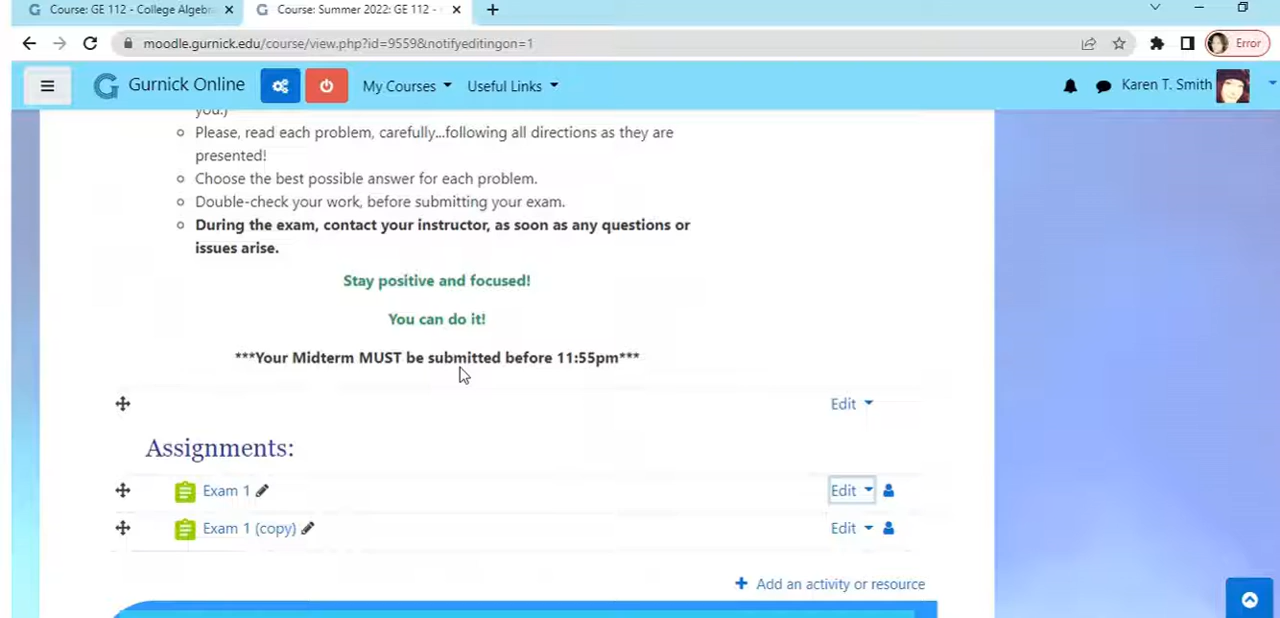 Course: GE 112 - College Algebra
Course: Summer 2022: GE 112 -
moodle.gurnick.edu/course/view.php?id=9559&notifyeditingon=1
Error
Gurnick Online
My Courses
Useful Links
Karen T. Smith
you.)
Please, read each problem, carefully...following all directions as they are
presented!
Choose the best possible answer for each problem.
Double-check your work, before submitting your exam.
During the exam, contact your instructor, as soon as any questions or
issues arise.
Stay positive and focused!
You can do it!
***Your Midterm MUST be submitted before 11:55pm***
Edit
Assignments:
Exam 1
Edit
Exam 1 (copy)
Edit
Add an activity or resource